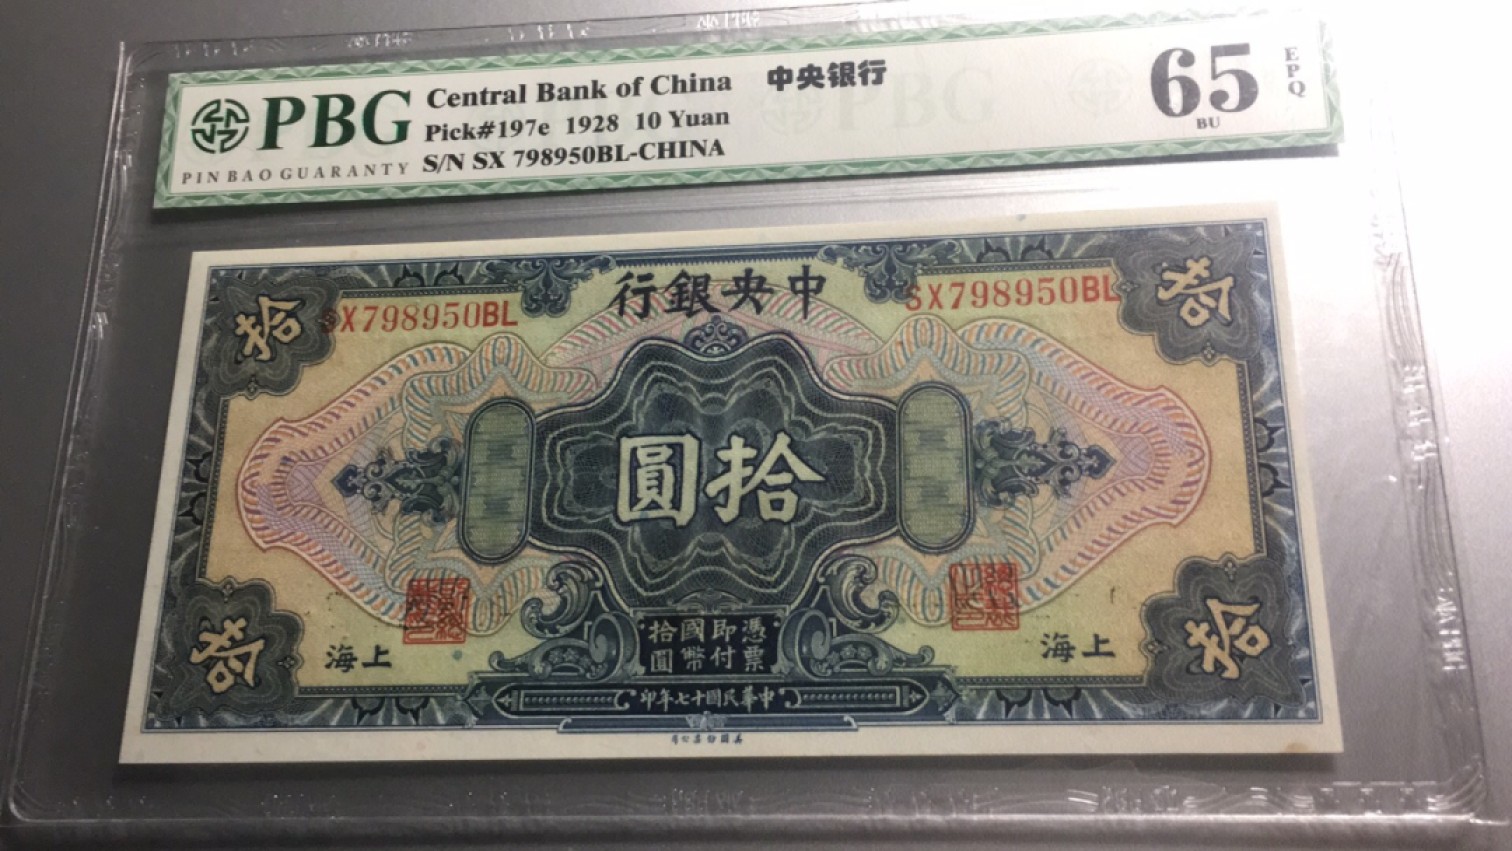 PBG
PIN BAO GUARANTY
Central Bank of China 中央银行
Pick#197e 1928 10 Yuan
S/N SX 798950BL-CHINA
65
BU
EPQ
行銀央中
SX798950BL
SX798950BL
拾
拾
圓拾
拾
拾
海上
海上
拾國即憑
圓幣付票
印年七十國民華中